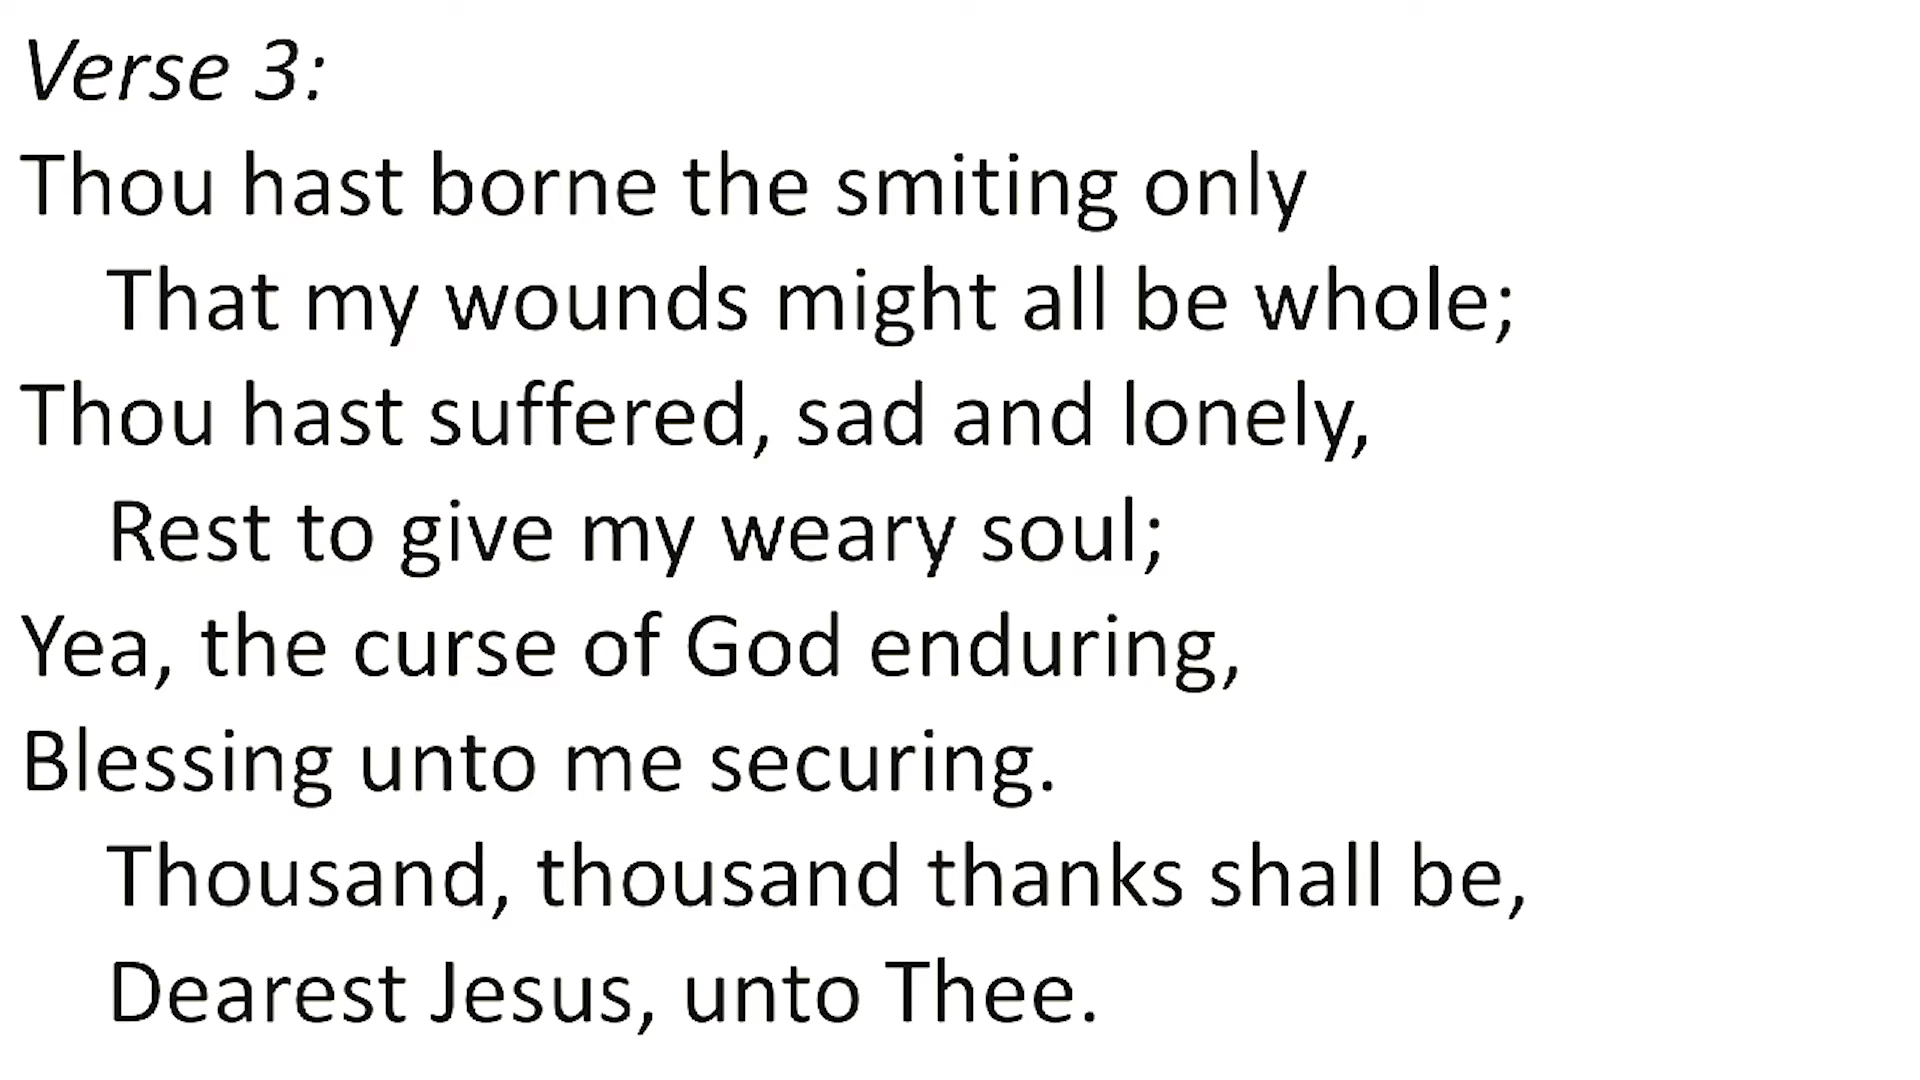 Verse 3:
Thou hast borne the smiting only
That my wounds might all be whole;
Thou hast suffered, sad and lonely,
Rest to give my weary soul;
Yea, the curse of God enduring,
Blessing unto me securing.
Thousand, thousand thanks shall be,
Dearest Jesus, unto Thee.